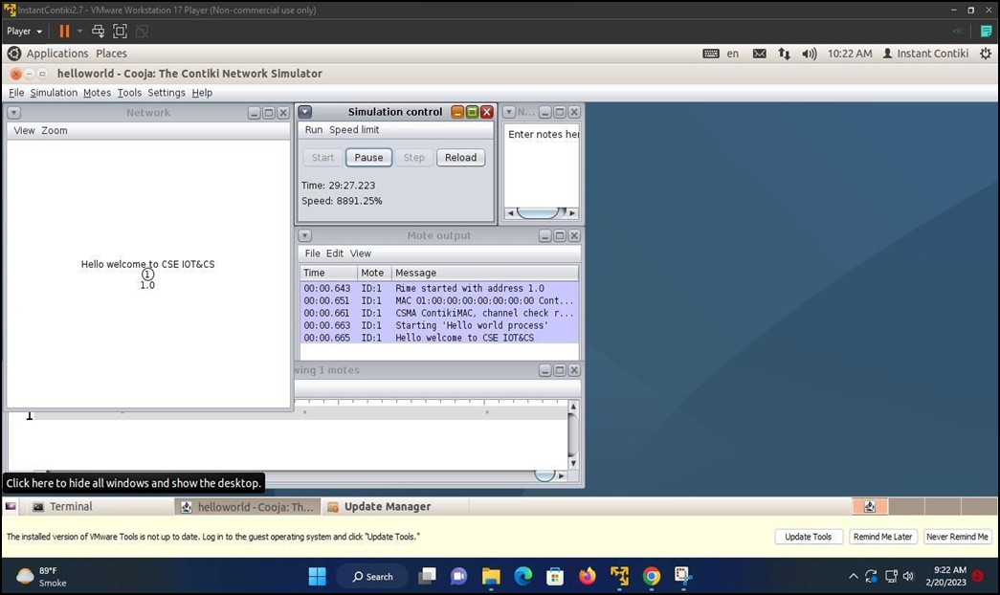 InstantContiki2.7 - VMware Workstation 17 Player (Non-commercial use only)
Player
Applications Places en 10:22 AM Instant Contiki
helloworld - Cooja: The Contiki Network Simulator
File Simulation Motes Tools Settings Help
Network
View Zoom
Hello welcome to CSE IOT&CS
1
1.0
Simulation control
Run Speed limit
Start Pause Step Reload
Time: 29:27.223
Speed: 8891.25%
N...
Enter notes her
Mote output
File Edit View
Time Mote Message
00:00.643 ID:1 Rime started with address 1.0
00:00.651 ID:1 MAC 01:00:00:00:00:00:00:00 Cont...
00:00.661 ID:1 CSMA ContikiMAC, channel check r...
00:00.663 ID:1 Starting 'Hello world process'
00:00.665 ID:1 Hello welcome to CSE IOT&CS
wing 1 motes
1
Click here to hide all windows and show the desktop.
Terminal helloworld - Cooja: Th... Update Manager
The installed version of VMware Tools is not up to date. Log in to the guest operating system and click "Update Tools."
Update Tools Remind Me Later Never Remind Me
89°F
Smoke
Search
9:22 AM
2/20/2023